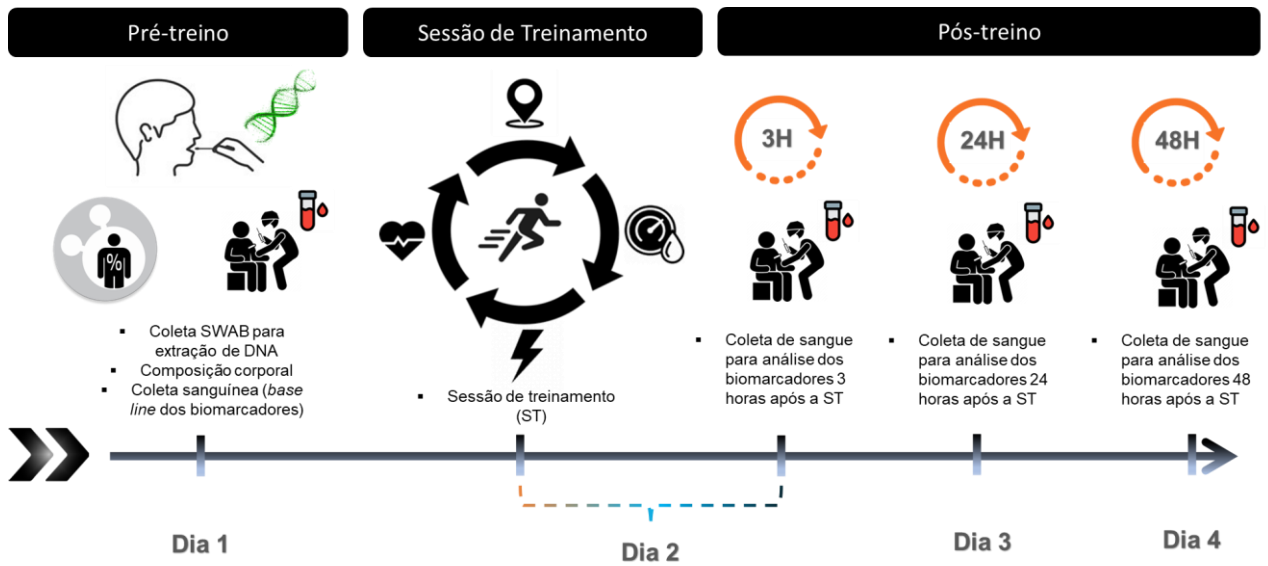 Pré-treino
Sessão de Treinamento
Pós-treino
%
▪ Coleta SWAB para
extração de DNA
▪ Composição corporal
▪ Coleta sanguínea (base
line dos biomarcadores)
▪ Sessão de treinamento
(ST)
3H
▪ Coleta de sangue
para análise dos
biomarcadores 3
horas após a ST
24H
▪ Coleta de sangue
para análise dos
biomarcadores 24
horas após a ST
48H
▪ Coleta de sangue
para análise dos
biomarcadores 48
horas após a ST
Dia 1
Dia 2
Dia 3
Dia 4